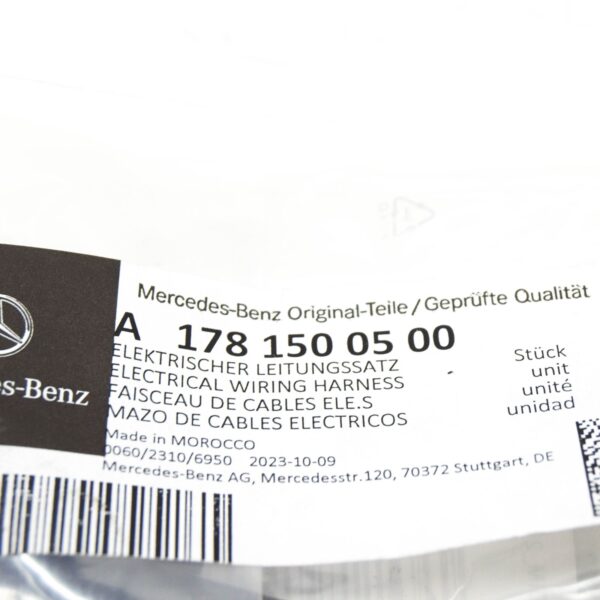 Mercedes-Benz Original-Teile/Geprüfte Qualität
A 178 150 05 00
ELEKTRISCHER LEITUNGSSATZ Stück
ELECTRICAL WIRING HARNESS unit
FAISCEAU DE CABLES ELE.S unité
MAZO DE CABLES ELECTRICOS unidad
des-Benz
Made in MOROCCO
0060/2310/6950 2023-10-09
Mercedes-Benz AG, Mercedesstr.120, 70372 Stuttgart, DE